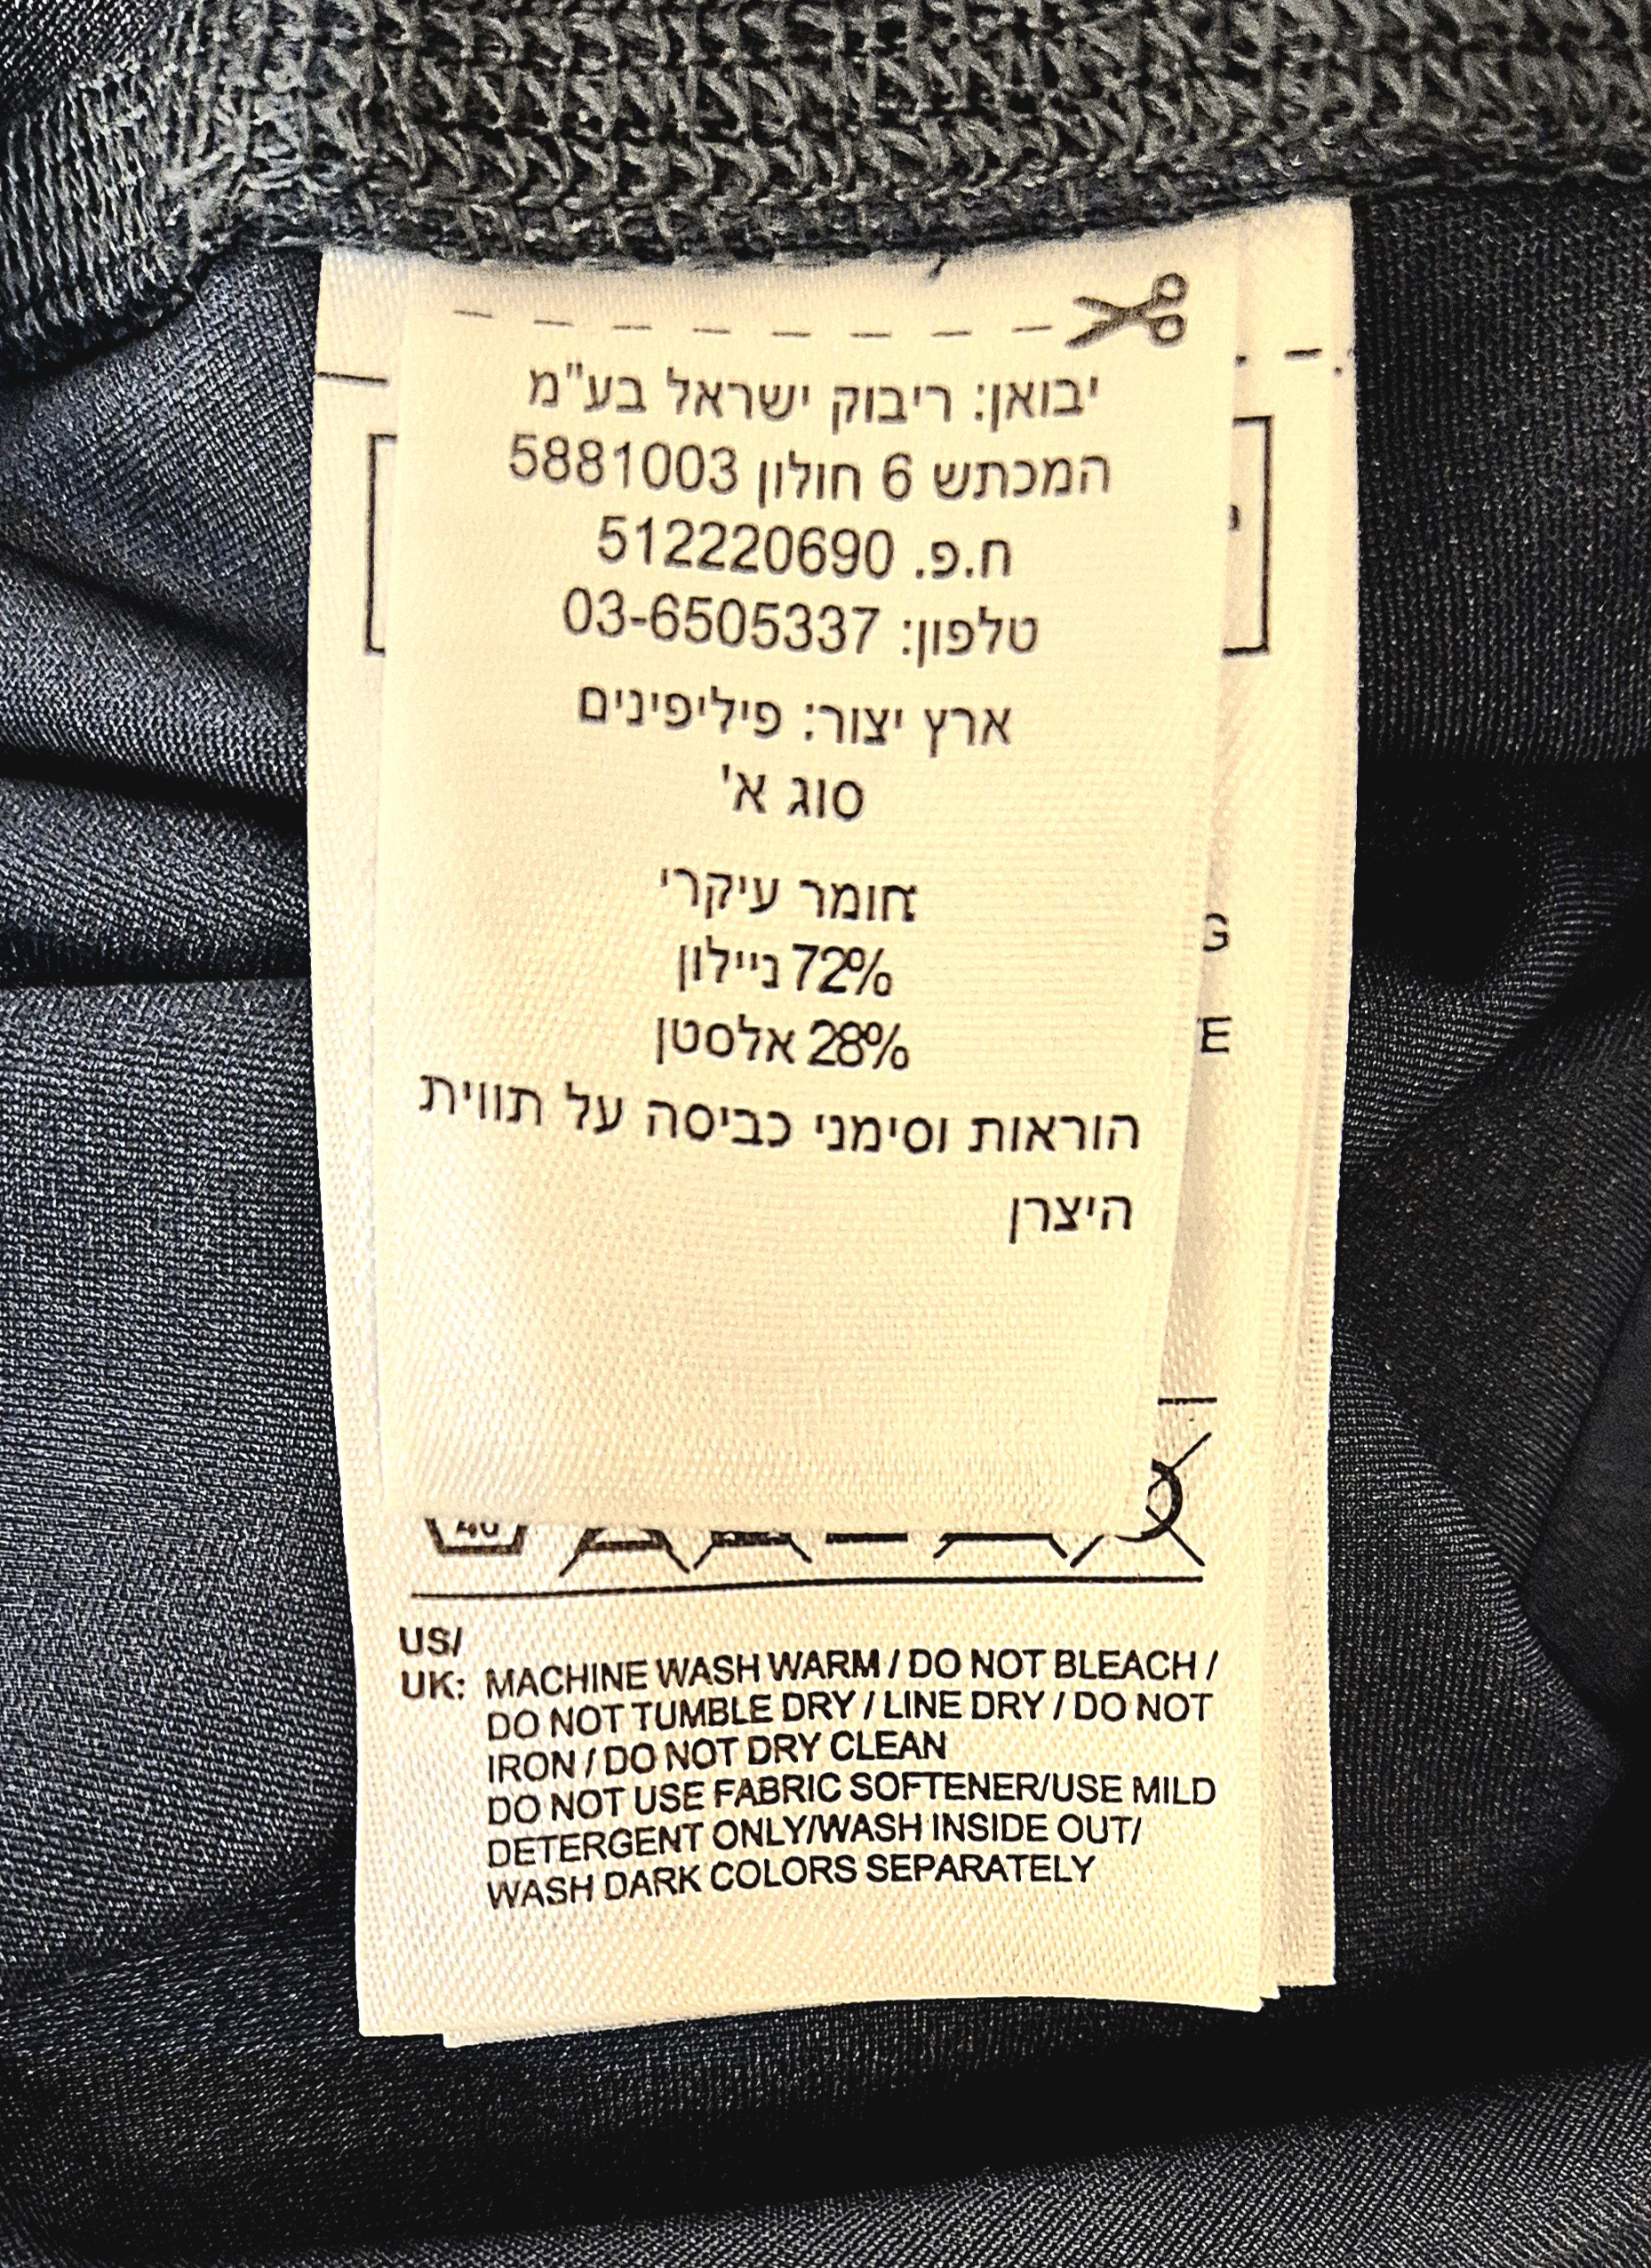 יבואן: ריבוק ישראל בע"מ
המכתש 6 חולון 5881003
ח.פ. 512220690
טלפון: 03-6505337
ארץ יצור: פיליפינים
סוג א'
חומר עיקרי
72% ניילון
28% אלסטן
הוראות וסימני כביסה על תווית
היצרן
G
E
40
US/
UK: MACHINE WASH WARM / DO NOT BLEACH /
DO NOT TUMBLE DRY / LINE DRY / DO NOT
IRON / DO NOT DRY CLEAN
DO NOT USE FABRIC SOFTENER/USE MILD
DETERGENT ONLY/WASH INSIDE OUT/
WASH DARK COLORS SEPARATELY